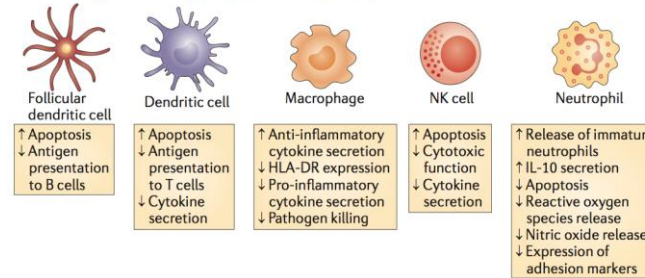 Follicular
dendritic cell
↑ Apoptosis
↓ Antigen
presentation
to B cells
Dendritic cell
↑ Apoptosis
↓ Antigen
presentation
to T cells
↓ Cytokine
secretion
Macrophage
↑ Anti-inflammatory
cytokine secretion
↓ HLA-DR expression
↓ Pro-inflammatory
cytokine secretion
↓ Pathogen killing
NK cell
↑ Apoptosis
↓ Cytotoxic
function
↓ Cytokine
secretion
Neutrophil
↑ Release of immatur
neutrophils
↑ IL-10 secretion
↓ Apoptosis
↓ Reactive oxygen
species release
↓ Nitric oxide release
↓ Expression of
adhesion markers